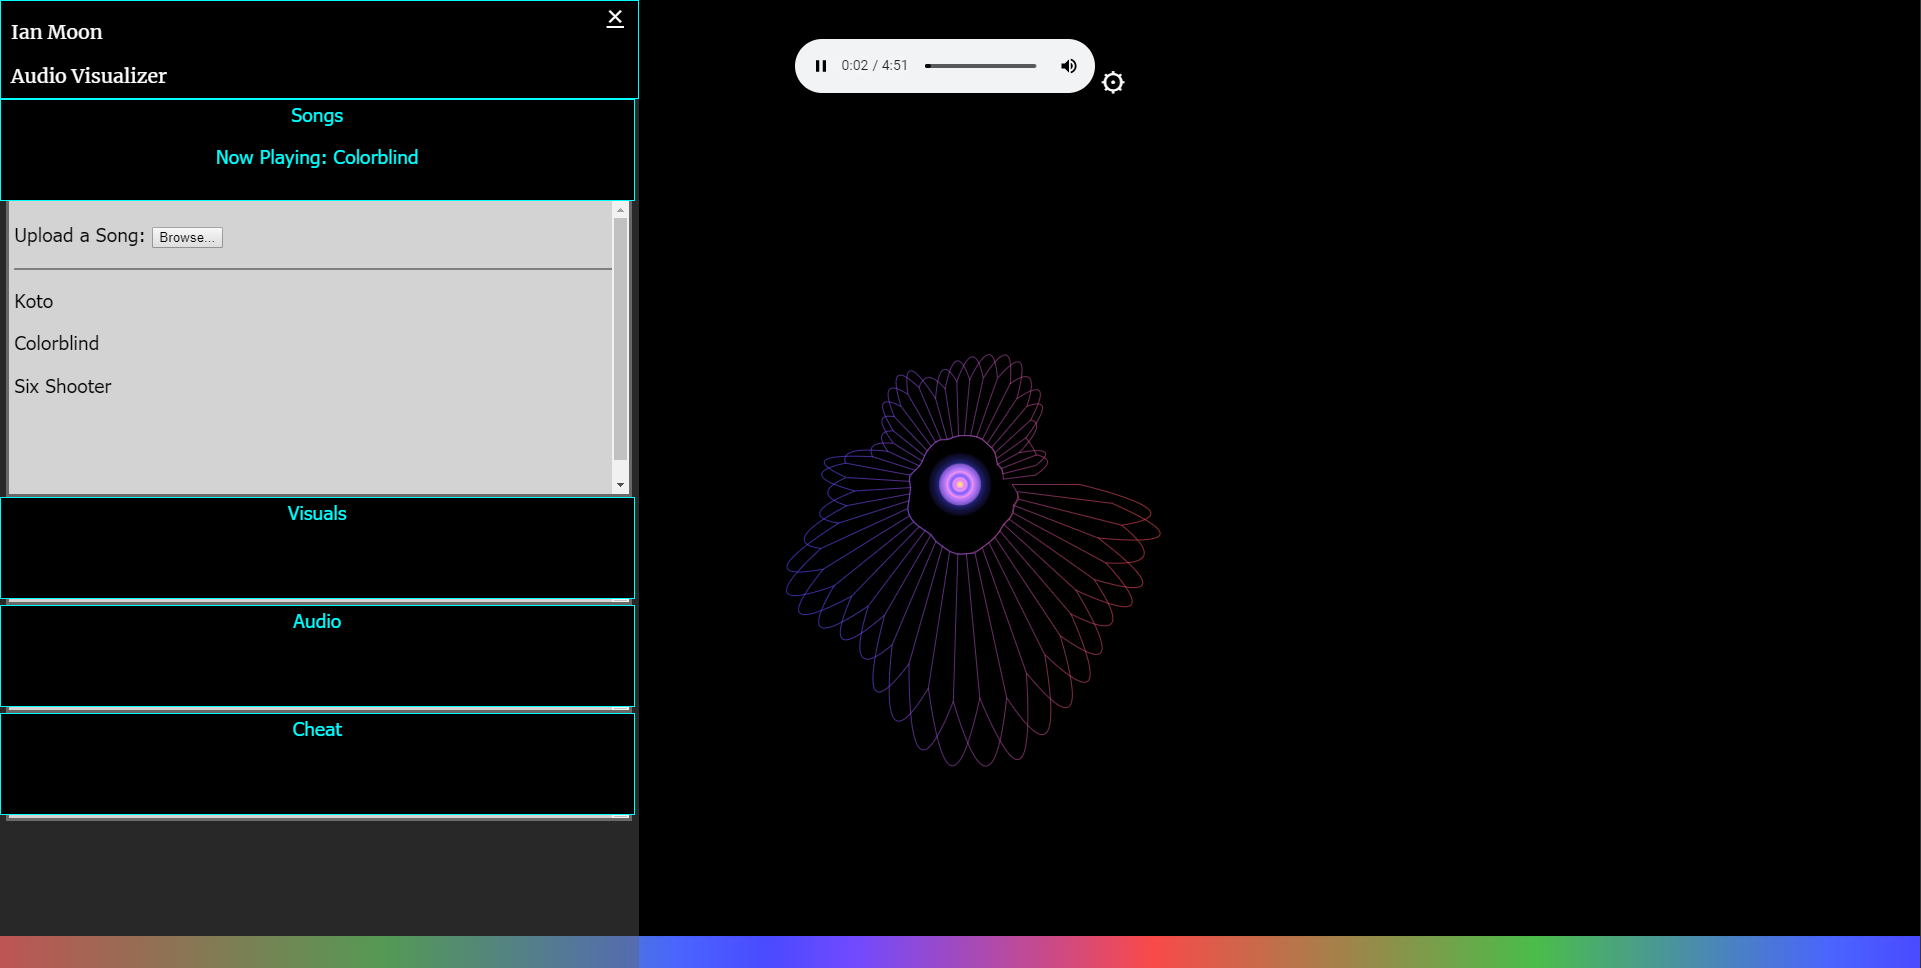 Ian Moon
Audio Visualizer
Songs
Now Playing: Colorblind
Upload a Song: Browse...
Koto
Colorblind
Six Shooter
Visuals
Audio
Cheat
0:02 / 4:51